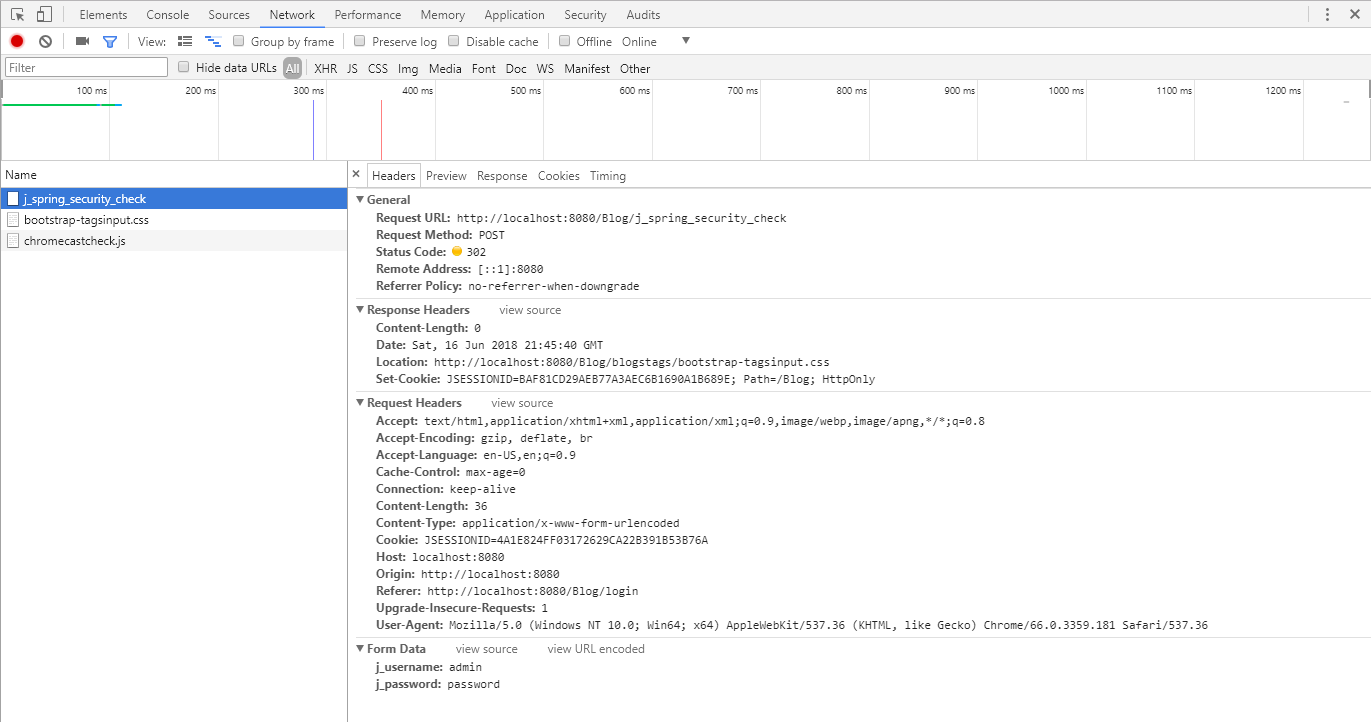 Elements Console Sources Network Performance Memory Application Security Audits
View: Group by frame Preserve log Disable cache Offline Online
Filter Hide data URLs All XHR JS CSS Img Media Font Doc WS Manifest Other
100 ms 200 ms 300 ms 400 ms 500 ms 600 ms 700 ms 800 ms 900 ms 1000 ms 1100 ms 1200 ms
Name
j_spring_security_check
bootstrap-tagsinput.css
chromecastcheck.js
Headers Preview Response Cookies Timing
General
Request URL: http://localhost:8080/Blog/j_spring_security_check
Request Method: POST
Status Code: 302
Remote Address: [::1]:8080
Referrer Policy: no-referrer-when-downgrade
Response Headers view source
Content-Length: 0
Date: Sat, 16 Jun 2018 21:45:40 GMT
Location: http://localhost:8080/Blog/blogstags/bootstrap-tagsinput.css
Set-Cookie: JSESSIONID=BAF81CD29AEB77A3AEC6B1690A1B689E; Path=/Blog; HttpOnly
Request Headers view source
Accept: text/html,application/xhtml+xml,application/xml;q=0.9,image/webp,image/apng,*/*;q=0.8
Accept-Encoding: gzip, deflate, br
Accept-Language: en-US,en;q=0.9
Cache-Control: max-age=0
Connection: keep-alive
Content-Length: 36
Content-Type: application/x-www-form-urlencoded
Cookie: JSESSIONID=4A1E824FF03172629CA22B391B53B76A
Host: localhost:8080
Origin: http://localhost:8080
Referer: http://localhost:8080/Blog/login
Upgrade-Insecure-Requests: 1
User-Agent: Mozilla/5.0 (Windows NT 10.0; Win64; x64) AppleWebKit/537.36 (KHTML, like Gecko) Chrome/66.0.3359.181 Safari/537.36
Form Data view source view URL encoded
j_username: admin
j_password: password